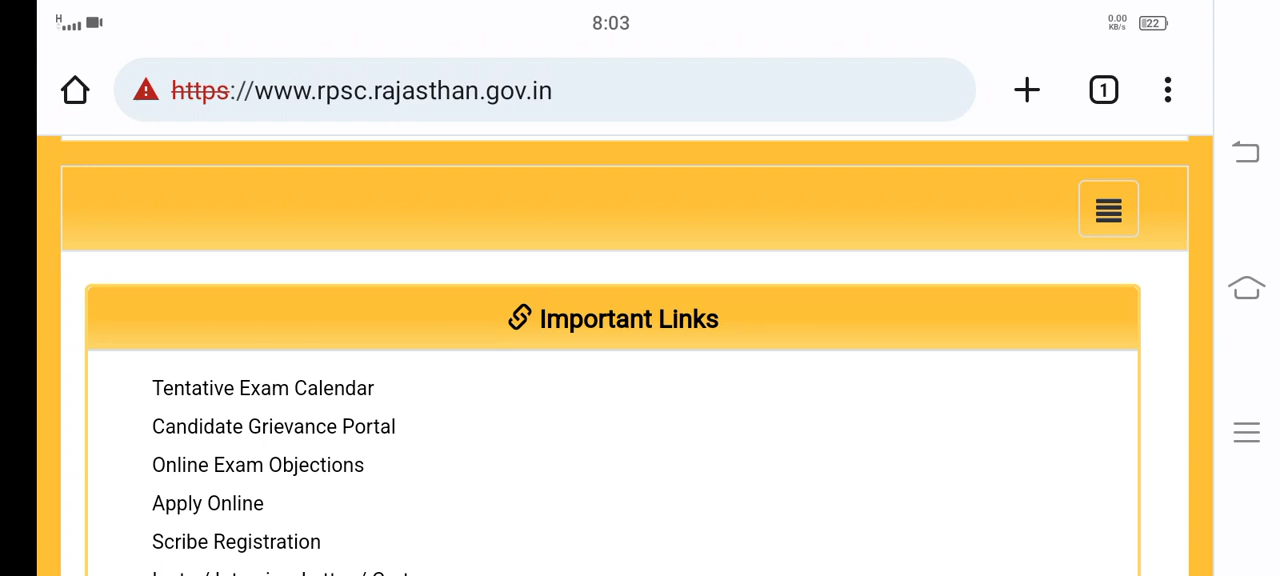 H
8:03
0.00
KB/s
22
https://www.rpsc.rajasthan.gov.in
1
Important Links
Tentative Exam Calendar
Candidate Grievance Portal
Online Exam Objections
Apply Online
Scribe Registration